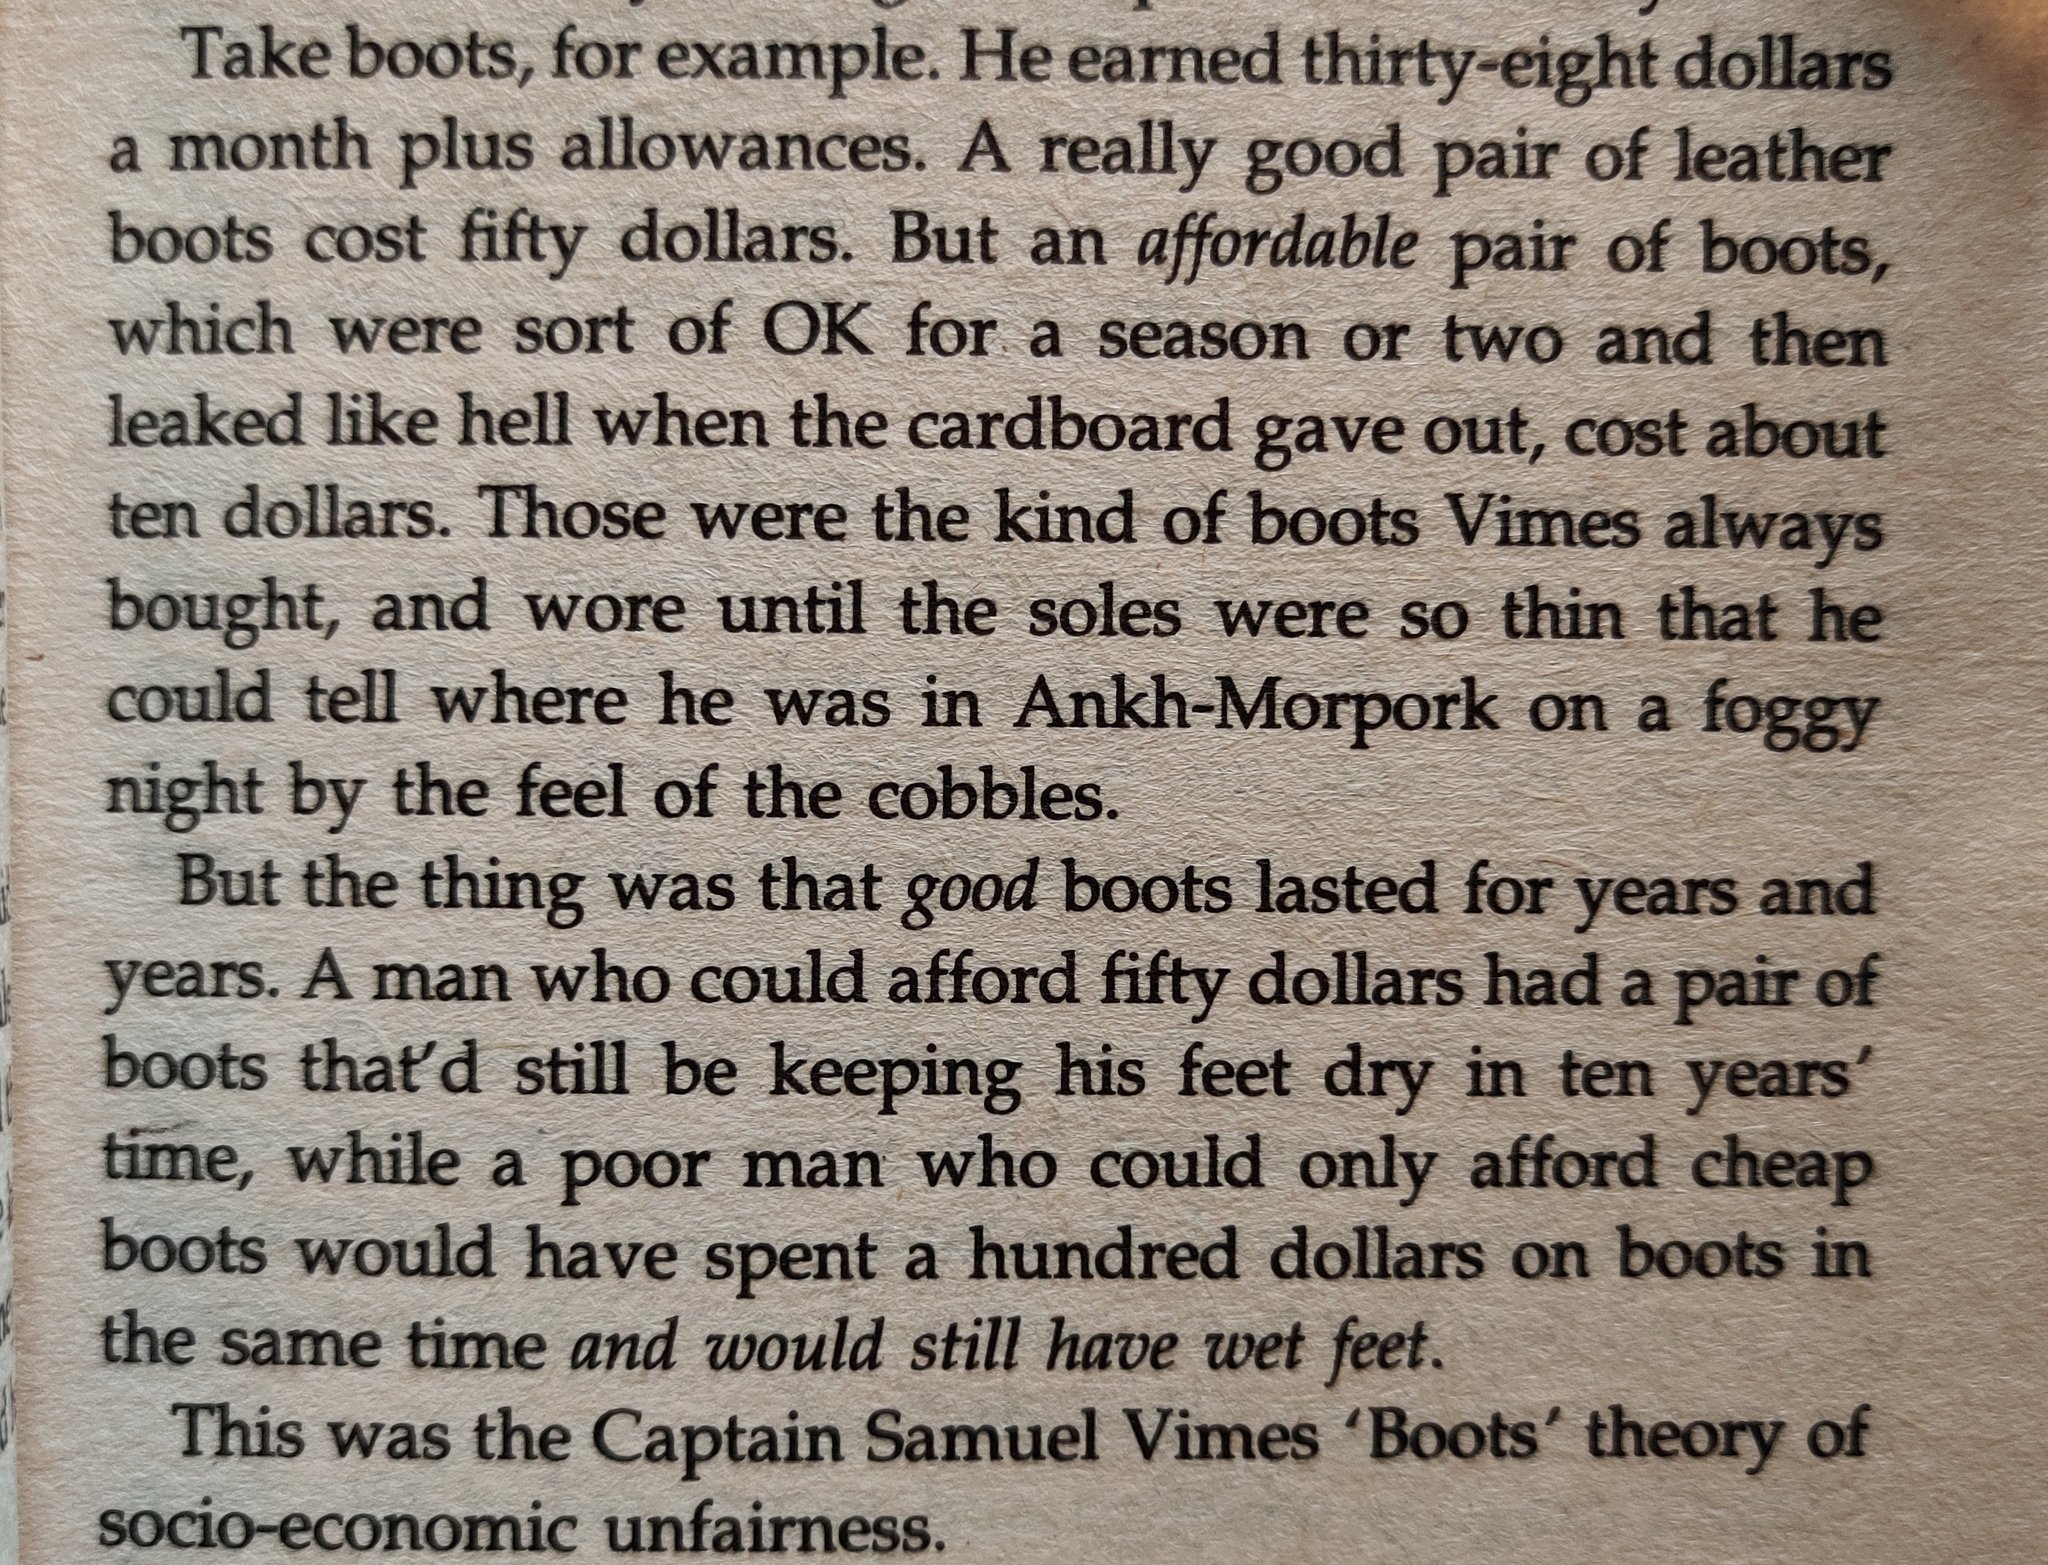 Take boots, for example. He earned thirty-eight dollars
a month plus allowances. A really good pair of leather
boots cost fifty dollars. But an affordable pair of boots,
which were sort of OK for a season or two and then
leaked like hell when the cardboard gave out, cost about
ten dollars. Those were the kind of boots Vimes always
bought, and wore until the soles were so thin that he
could tell where he was in Ankh-Morpork on a foggy
night by the feel of the cobbles.
But the thing was that good boots lasted for years and
years. A man who could afford fifty dollars had a pair of
boots that'd still be keeping his feet dry in ten years'
time, while a poor man who could only afford cheap
boots would have spent a hundred dollars on boots in
the same time and would still have wet feet.
This was the Captain Samuel Vimes 'Boots' theory of
socio-economic unfairness.